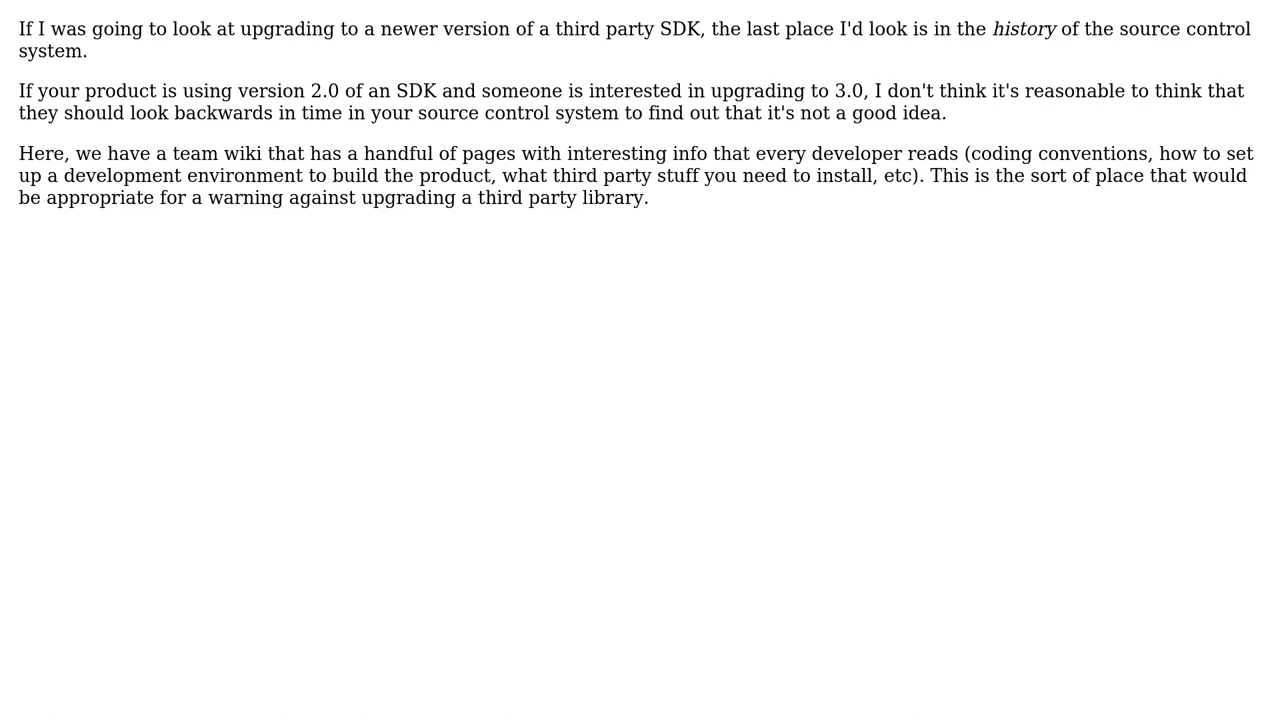 If I was going to look at upgrading to a newer version of a third party SDK, the last place I'd look is in the history of the source control
system.
If your product is using version 2.0 of an SDK and someone is interested in upgrading to 3.0, I don't think it's reasonable to think that
they should look backwards in time in your source control system to find out that it's not a good idea.
Here, we have a team wiki that has a handful of pages with interesting info that every developer reads (coding conventions, how to set
up a development environment to build the product, what third party stuff you need to install, etc). This is the sort of place that would
be appropriate for a warning against upgrading a third party library.